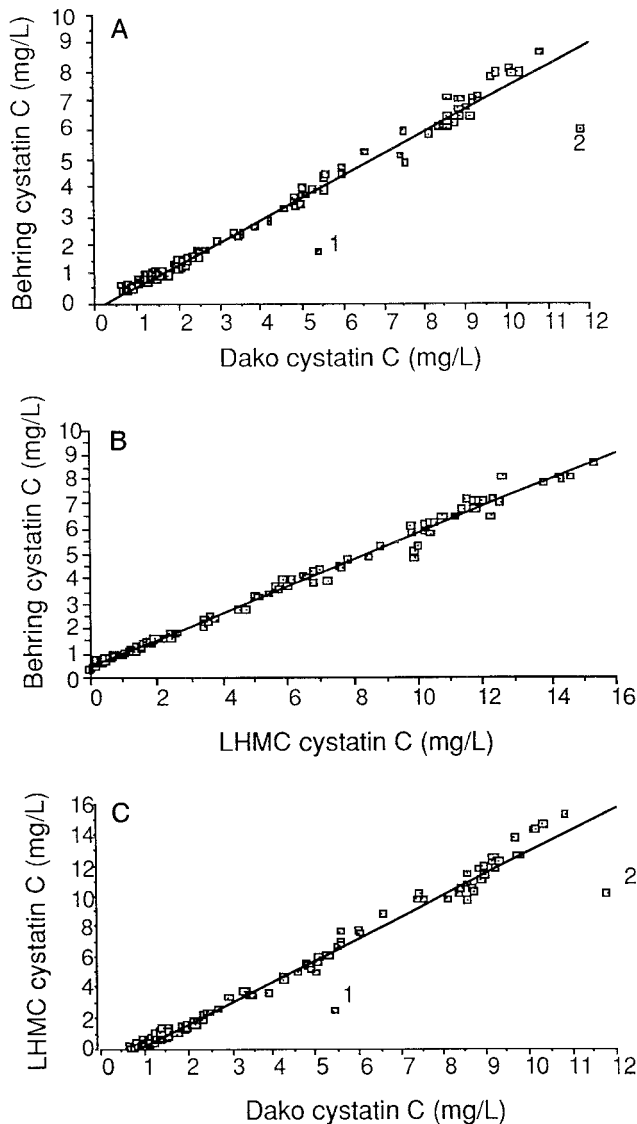 A
Behring cystatin C (mg/L)
10
9
8
7
6
5
4
3
2
1
0
2
1
0 1 2 3 4 5 6 7 8 9 10 11 12
Dako cystatin C (mg/L)
B
Behring cystatin C (mg/L)
10
9
8
7
6
5
4
3
2
1
0
0 2 4 6 8 10 12 14 16
LHMC cystatin C (mg/L)
C
LHMC cystatin C (mg/L)
16
14
12
10
8
6
4
2
0
2
1
0 1 2 3 4 5 6 7 8 9 10 11 12
Dako cystatin C (mg/L)